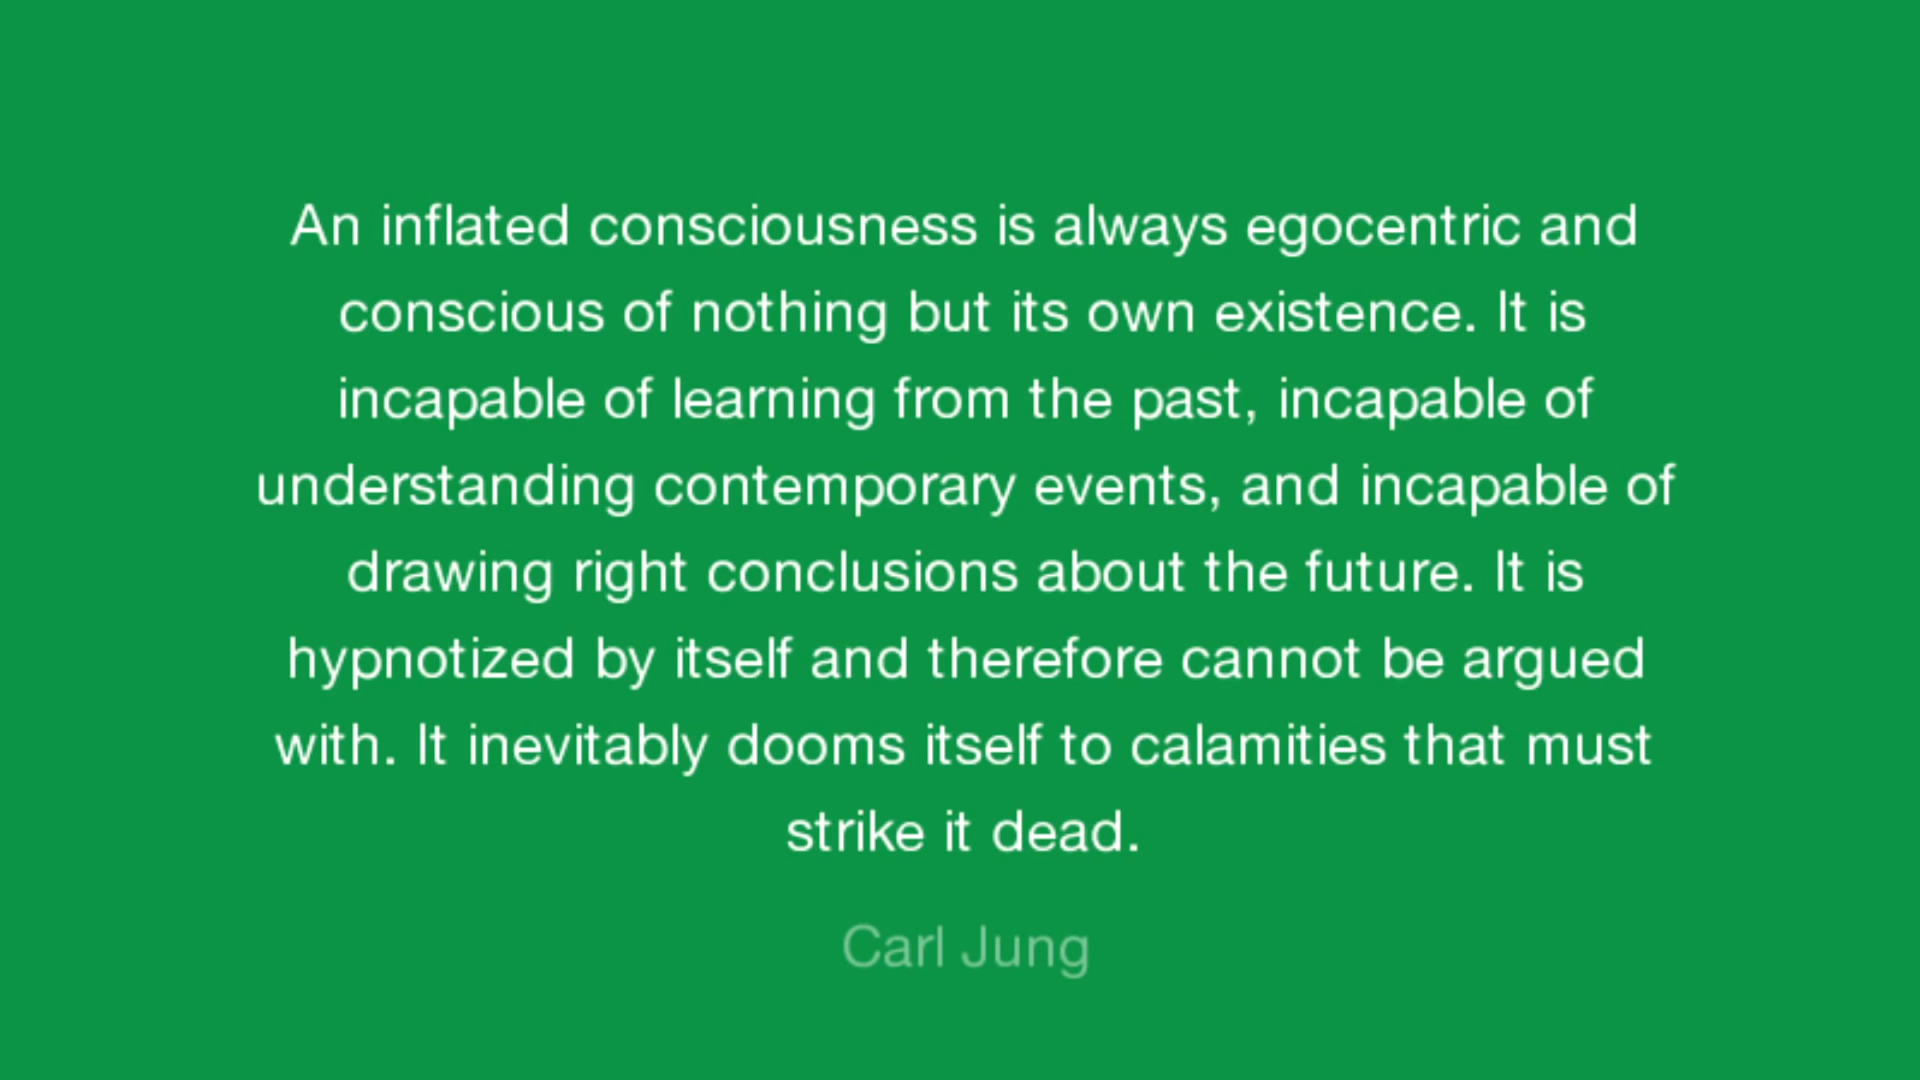 An inflated consciousness is always egocentric and
conscious of nothing but its own existence. It is
incapable of learning from the past, incapable of
understanding contemporary events, and incapable of
drawing right conclusions about the future. It is
hypnotized by itself and therefore cannot be argued
with. It inevitably dooms itself to calamities that must
strike it dead.
Carl Jung